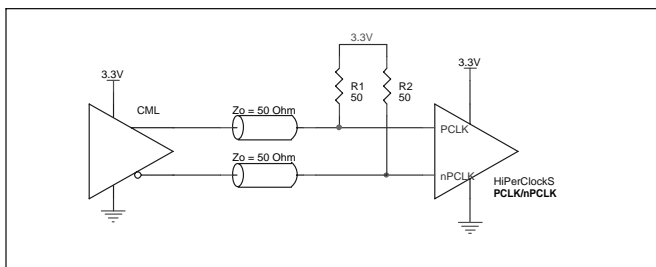 3.3V
3.3V
CML
Zo = 50 Ohm
R1
50
R2
50
3.3V
PCLK
Zo = 50 Ohm
nPCLK
HiPerClockS
PCLK/nPCLK